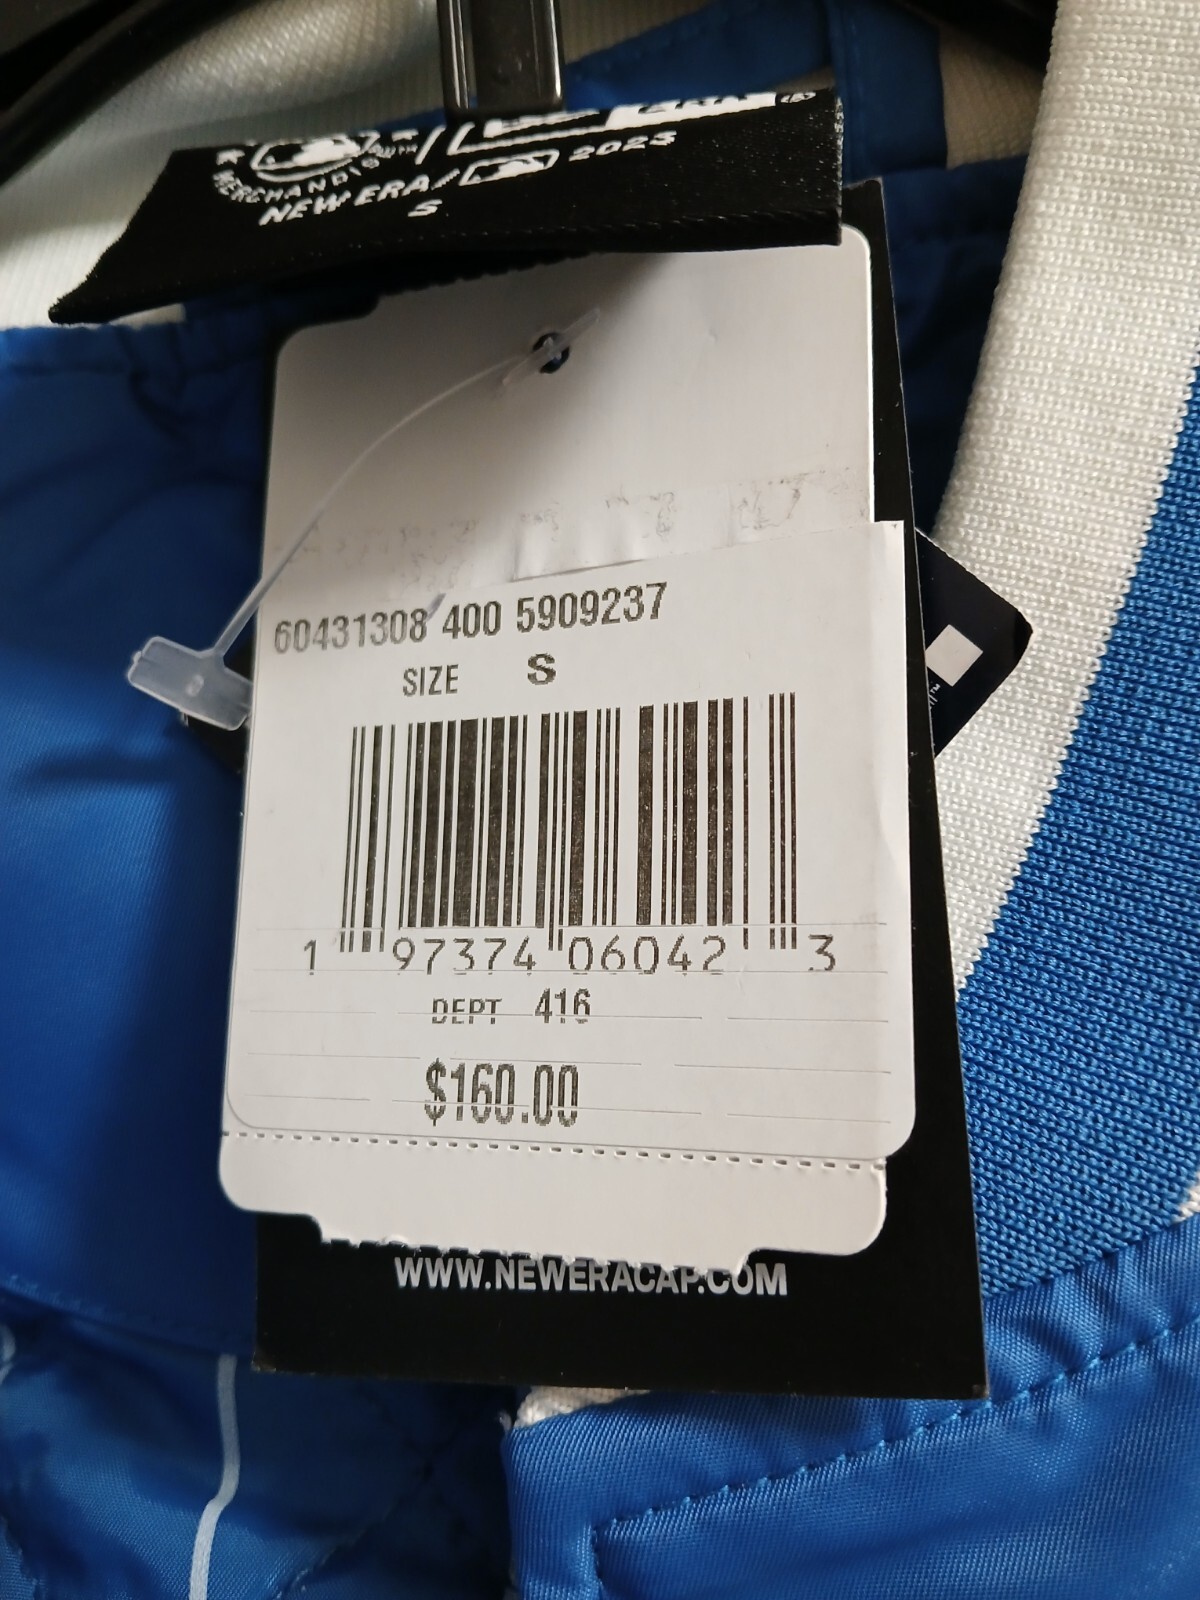 MERCHANDISE
NEW ERA/ 2023
S
60431308 400 5909237
SIZE S
1 97374 06042 3
DEPT 416
$160.00
WWW.NEWERACAP.COM